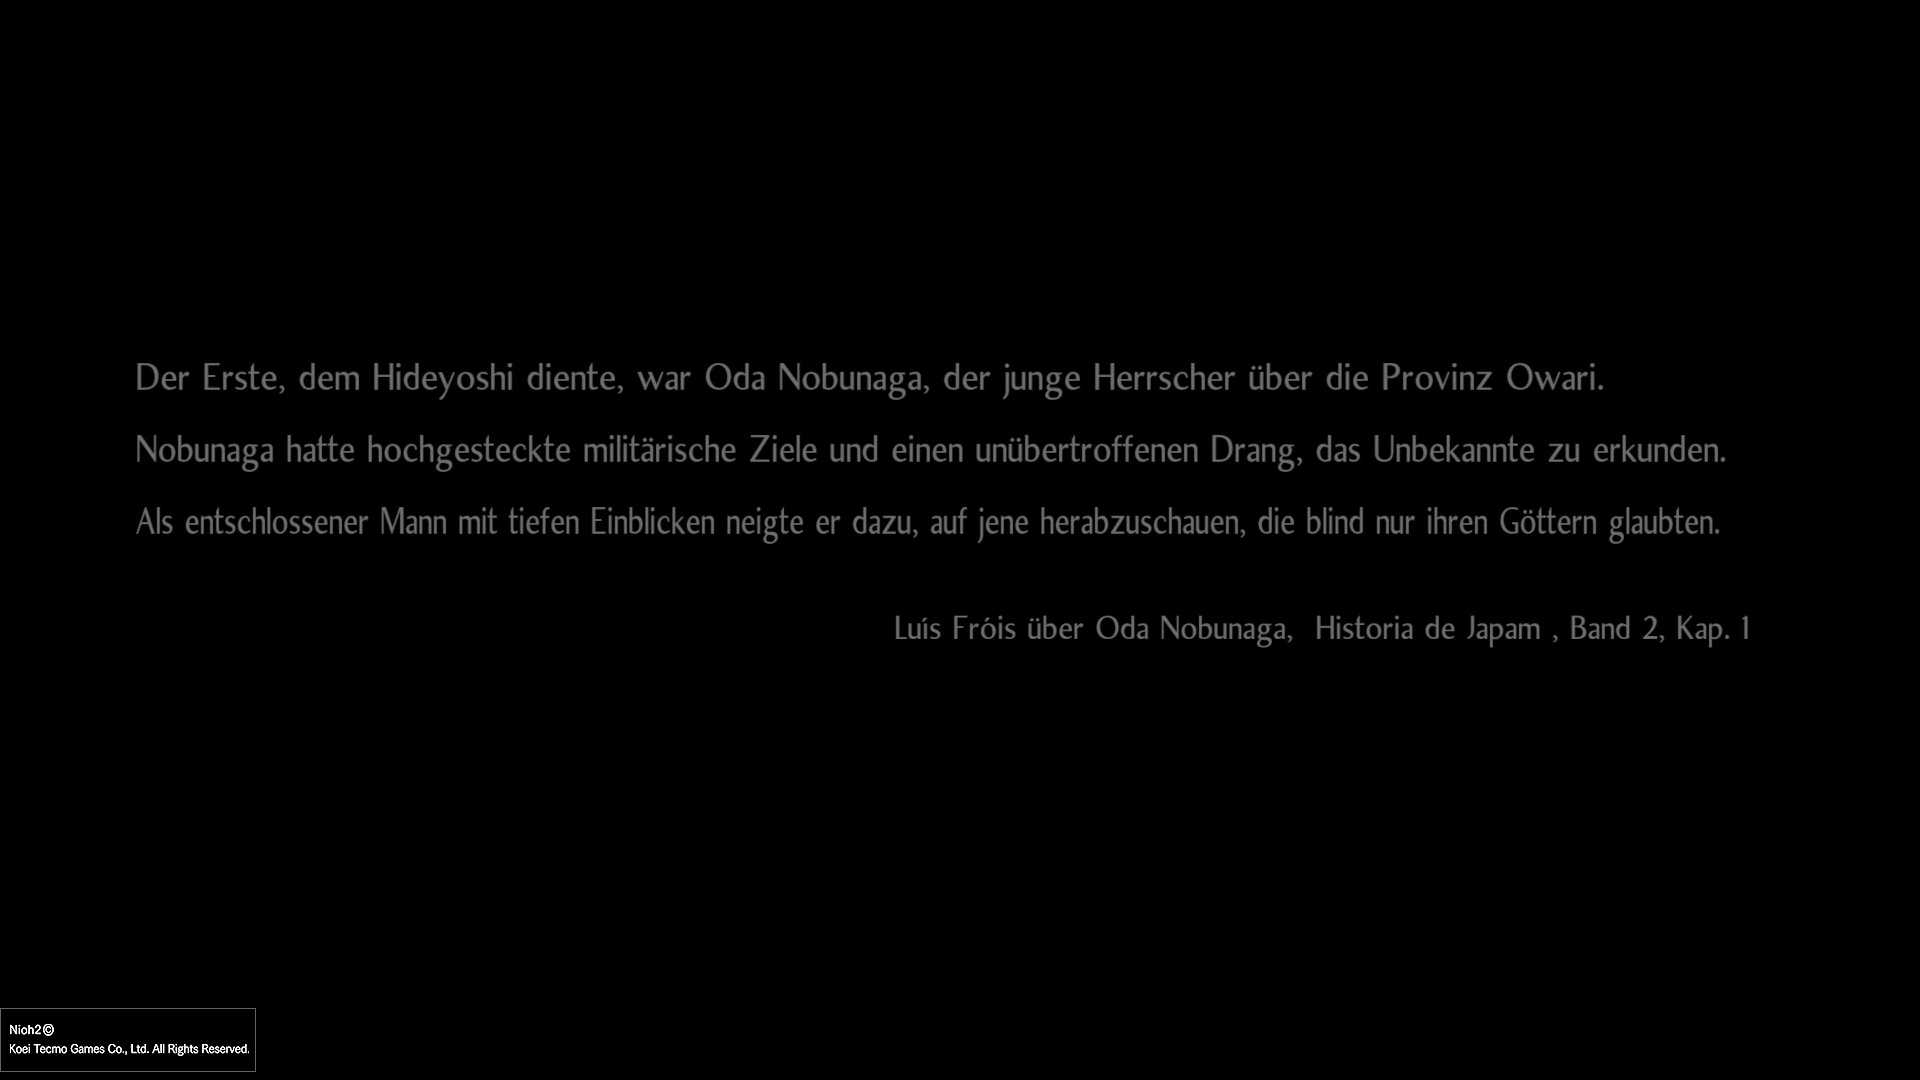 Der Erste, dem Hideyoshi diente, war Oda Nobunaga, der junge Herrscher über die Provinz Owari.
Nobunaga hatte hochgesteckte militärische Ziele und einen unübertroffenen Drang, das Unbekannte zu erkunden.
Als entschlossener Mann mit tiefen Einblicken neigte er dazu, auf jene herabzuschauen, die blind nur ihren Göttern glaubten.
Luís Fróis über Oda Nobunaga,  Historia de Japam , Band 2, Kap. 1
Nioh2©
Koei Tecmo Games Co., Ltd. All Rights Reserved.